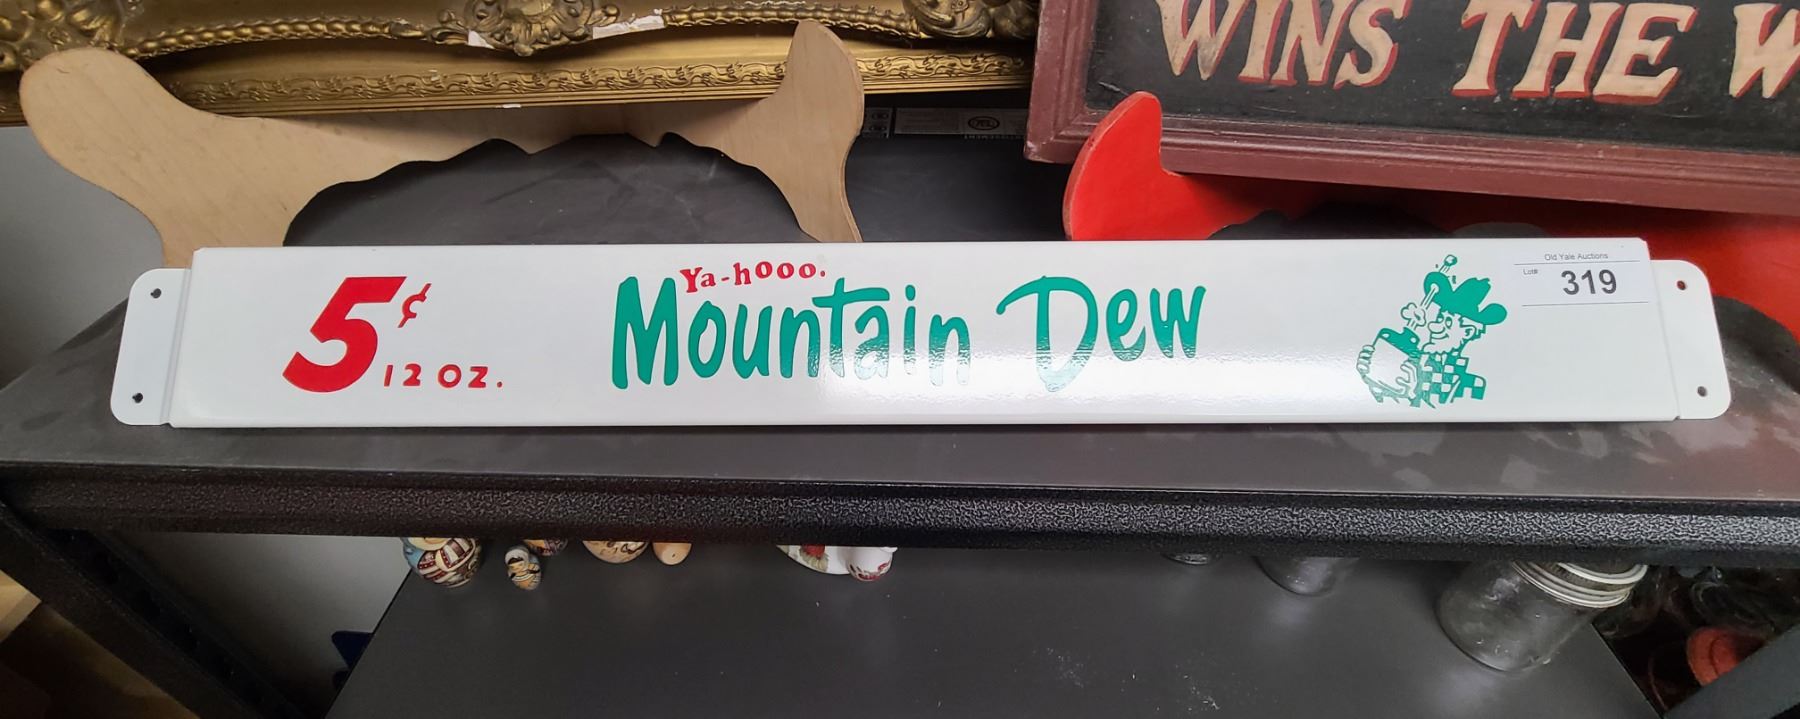 WINS THE W
5¢
12 OZ.
Ya-hooo.
Mountain Dew
Old Yale Auctions
Lot#
319